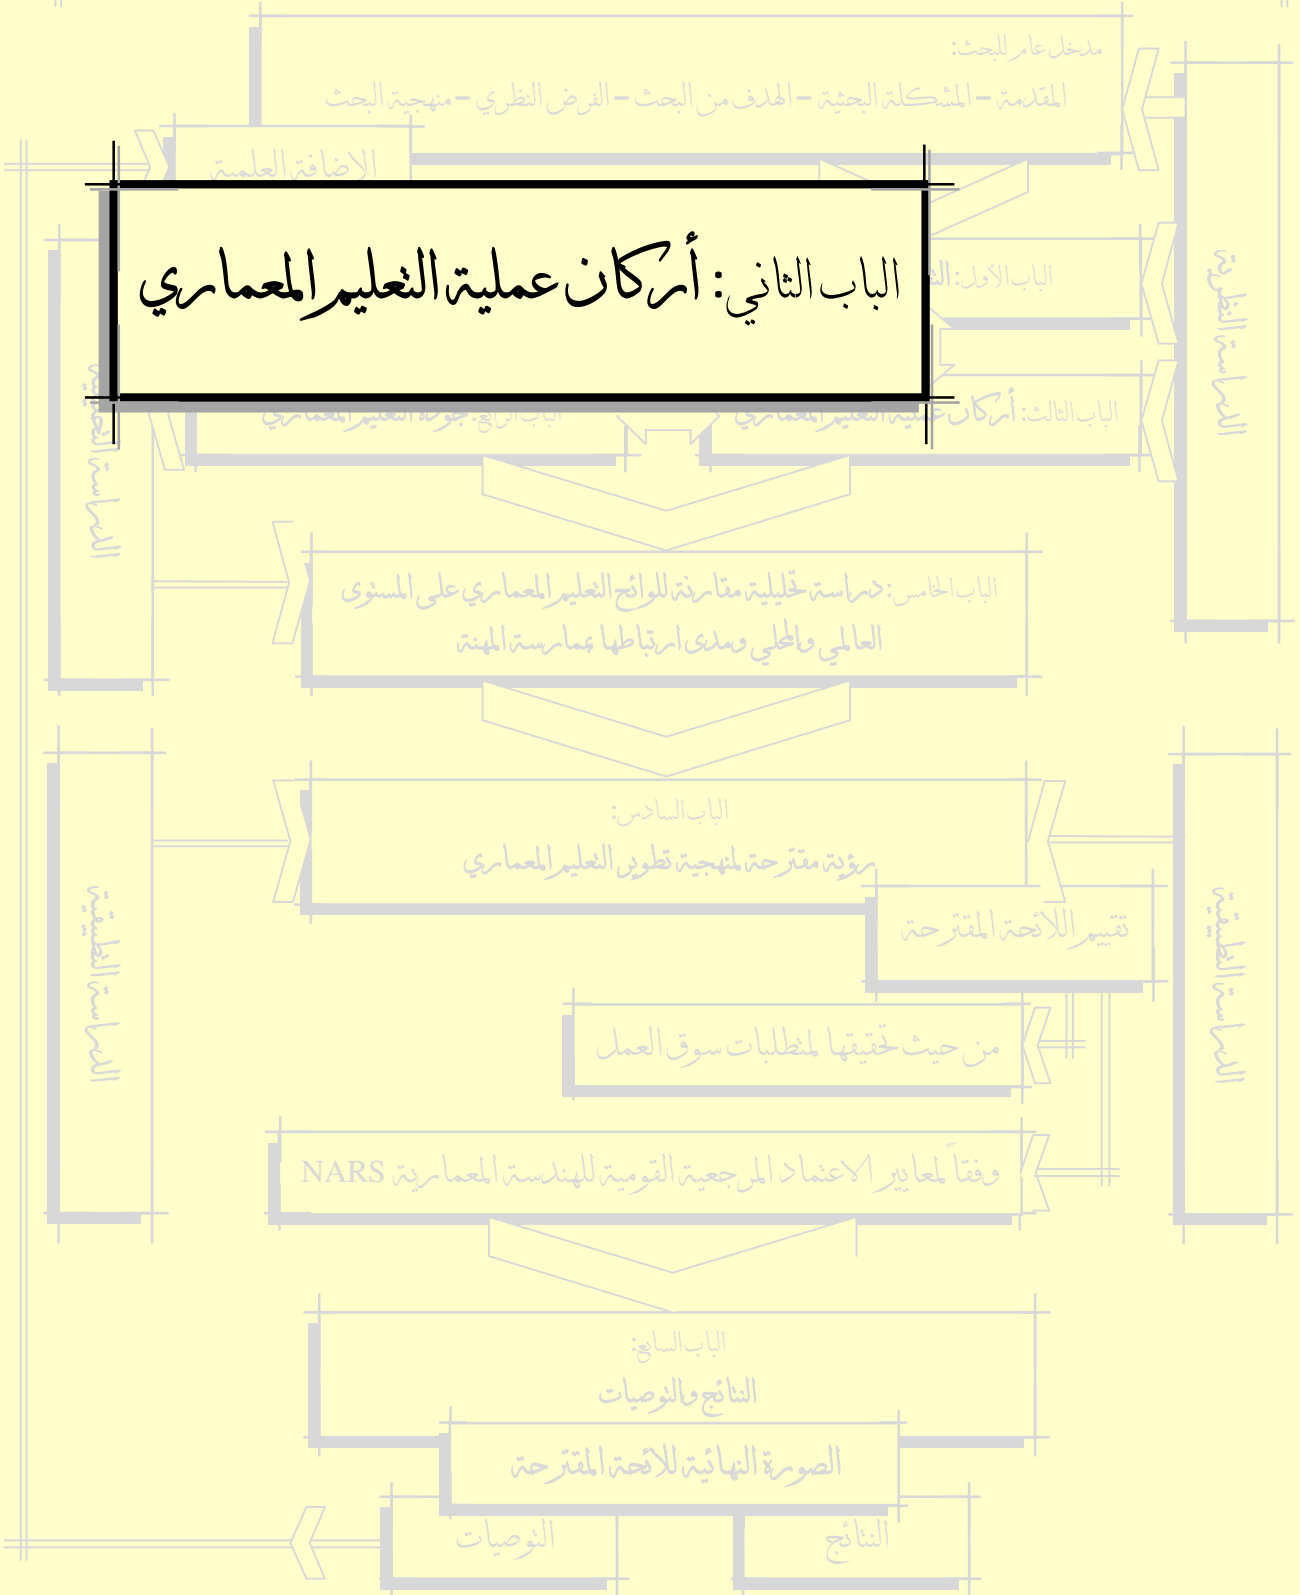 مدخل عام للبحث:
المقدمة – المشكلة البحثية – الهدف من البحث – الفرض النظري – منهجية البحث
الاضافة العلمية
الباب الثاني: أركان عملية التعليم المعماري
الباب الأول:
الدراسة النظرية
الباب الثالث: أركان عملية التعليم المعماري
الباب الرابع: جودة التعليم المعماري
الدراسة التحليلية
الباب الخامس: دراسة تحليلية مقارنة للوائح التعليم المعماري على المستوى
العالمي والمحلي ومدى ارتباطها بممارسة المهنة
الباب السادس:
رؤية مقترحة لمنهجية تطوير التعليم المعماري
تقييم اللائحة المقترحة
الدراسة التطبيقية
الدراسة التطبيقية
من حيث تحقيقها لمتطلبات سوق العمل
وفقاً لمعايير الاعتماد المرجعية القومية للهندسة المعمارية NARS
الباب السابع:
النتائج والتوصيات
الصورة النهائية للائحة المقترحة
النتائج
التوصيات